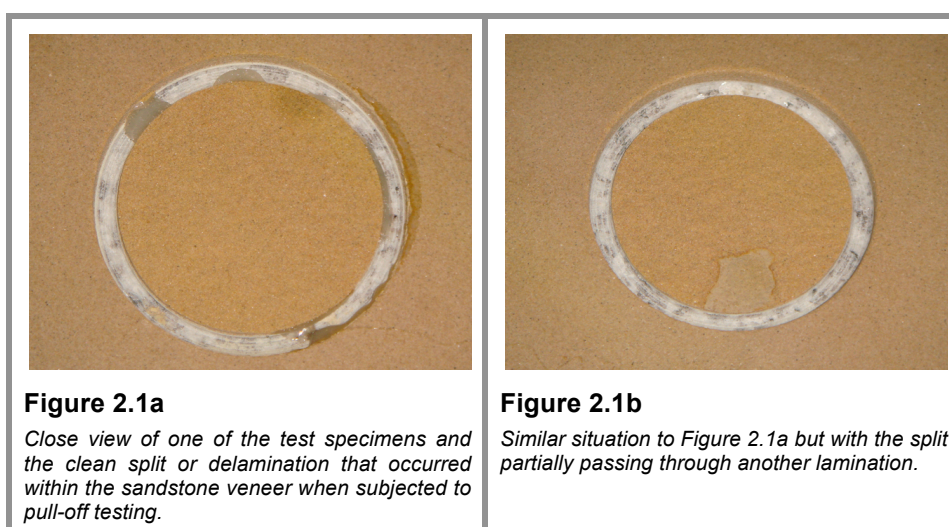 Figure 2.1a
Close view of one of the test specimens and
the clean split or delamination that occurred
within the sandstone veneer when subjected to
pull-off testing.
Figure 2.1b
Similar situation to Figure 2.1a but with the split
partially passing through another lamination.